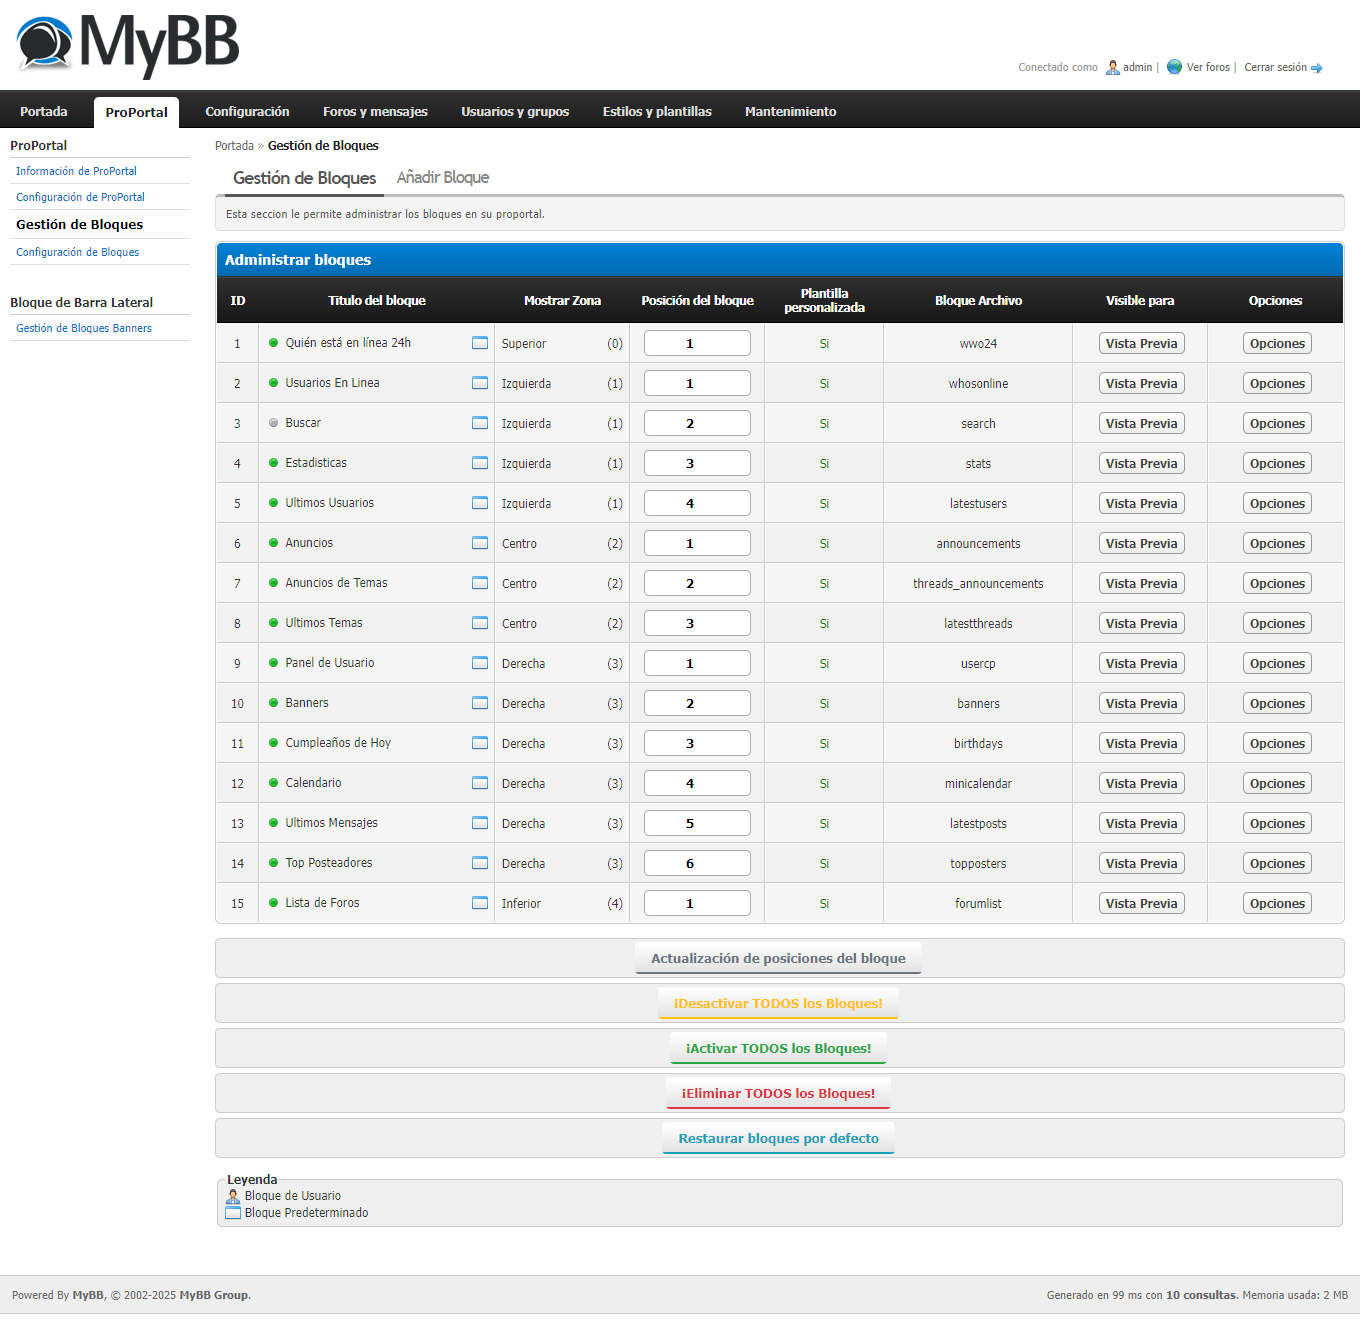 MyBB
Conectado como admin | Ver foros | Cerrar sesión
Portada ProPortal Configuración Foros y mensajes Usuarios y grupos Estilos y plantillas Mantenimiento
ProPortal
Información de ProPortal
Configuración de ProPortal
Gestión de Bloques
Configuración de Bloques
Bloque de Barra Lateral
Gestión de Bloques Banners
Portada » Gestión de Bloques
Gestión de Bloques Añadir Bloque
Esta seccion le permite administrar los bloques en su proportal.
Administrar bloques
ID Titulo del bloque Mostrar Zona Posición del bloque Plantilla personalizada Bloque Archivo Visible para Opciones
1 Quién está en línea 24h Superior (0) 1 Si wwo24 Vista Previa Opciones
2 Usuarios En Linea Izquierda (1) 1 Si whosonline Vista Previa Opciones
3 Buscar Izquierda (1) 2 Si search Vista Previa Opciones
4 Estadisticas Izquierda (1) 3 Si stats Vista Previa Opciones
5 Ultimos Usuarios Izquierda (1) 4 Si latestusers Vista Previa Opciones
6 Anuncios Centro (2) 1 Si announcements Vista Previa Opciones
7 Anuncios de Temas Centro (2) 2 Si threads_announcements Vista Previa Opciones
8 Ultimos Temas Centro (2) 3 Si latestthreads Vista Previa Opciones
9 Panel de Usuario Derecha (3) 1 Si usercp Vista Previa Opciones
10 Banners Derecha (3) 2 Si banners Vista Previa Opciones
11 Cumpleaños de Hoy Derecha (3) 3 Si birthdays Vista Previa Opciones
12 Calendario Derecha (3) 4 Si minicalendar Vista Previa Opciones
13 Ultimos Mensajes Derecha (3) 5 Si latestposts Vista Previa Opciones
14 Top Posteadores Derecha (3) 6 Si topposters Vista Previa Opciones
15 Lista de Foros Inferior (4) 1 Si forumlist Vista Previa Opciones
Actualización de posiciones del bloque
¡Desactivar TODOS los Bloques!
¡Activar TODOS los Bloques!
¡Eliminar TODOS los Bloques!
Restaurar bloques por defecto
Leyenda
Bloque de Usuario
Bloque Predeterminado
Powered By MyBB, © 2002-2025 MyBB Group. Generado en 99 ms con 10 consultas. Memoria usada: 2 MB